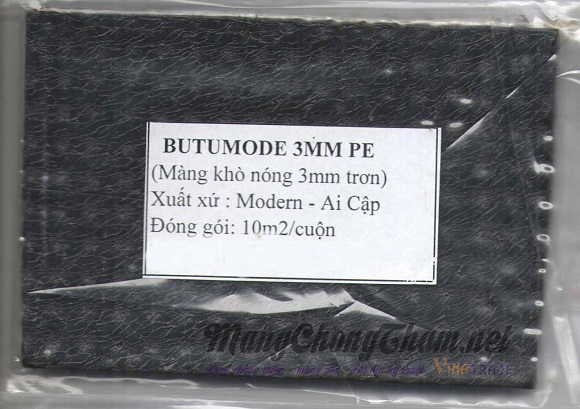 BUTUMODE 3MM PE
(Màng khò nóng 3mm trơn)
Xuất xứ : Modern - Ai Cập
Đóng gói: 10m2/cuộn
MangChongTham.net
VINATRADE